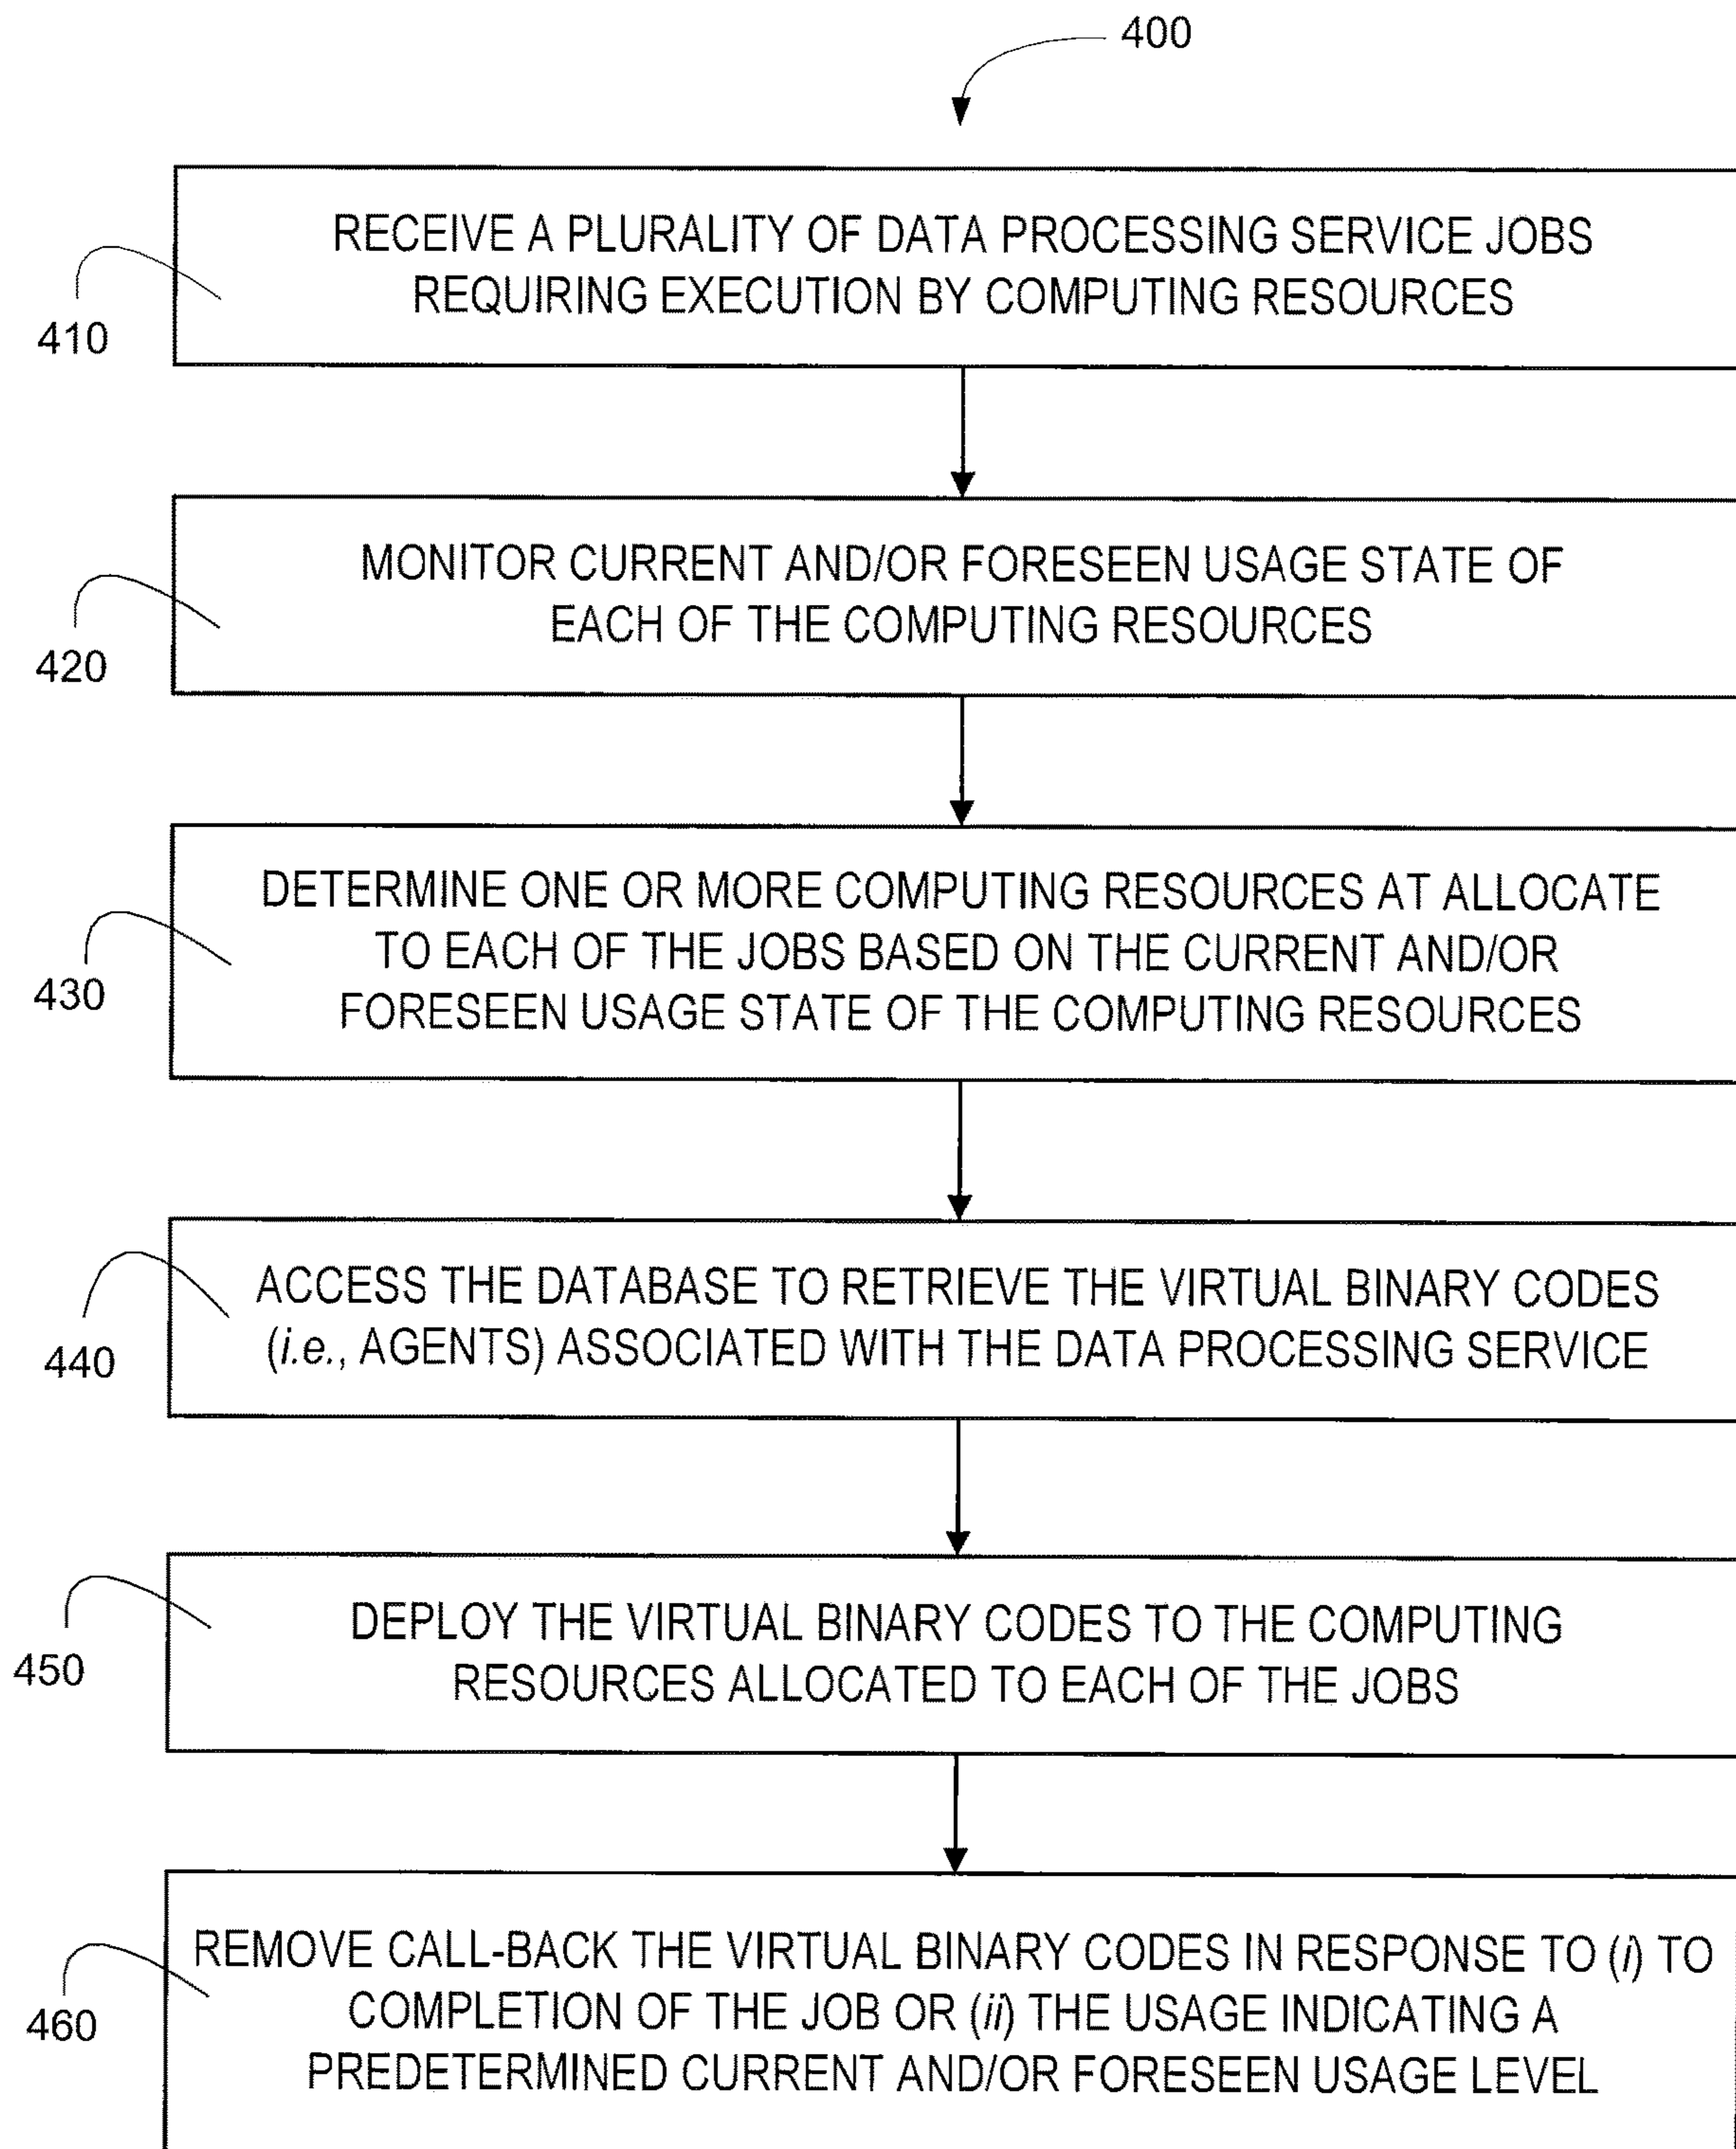 400
RECEIVE A PLURALITY OF DATA PROCESSING SERVICE JOBS
REQUIRING EXECUTION BY COMPUTING RESOURCES
410
MONITOR CURRENT AND/OR FORESEEN USAGE STATE OF
EACH OF THE COMPUTING RESOURCES
420
DETERMINE ONE OR MORE COMPUTING RESOURCES AT ALLOCATE
TO EACH OF THE JOBS BASED ON THE CURRENT AND/OR
FORESEEN USAGE STATE OF THE COMPUTING RESOURCES
430
ACCESS THE DATABASE TO RETRIEVE THE VIRTUAL BINARY CODES
(i.e., AGENTS) ASSOCIATED WITH THE DATA PROCESSING SERVICE
440
DEPLOY THE VIRTUAL BINARY CODES TO THE COMPUTING
RESOURCES ALLOCATED TO EACH OF THE JOBS
450
REMOVE CALL-BACK THE VIRTUAL BINARY CODES IN RESPONSE TO (i) TO
COMPLETION OF THE JOB OR (ii) THE USAGE INDICATING A
PREDETERMINED CURRENT AND/OR FORESEEN USAGE LEVEL
460